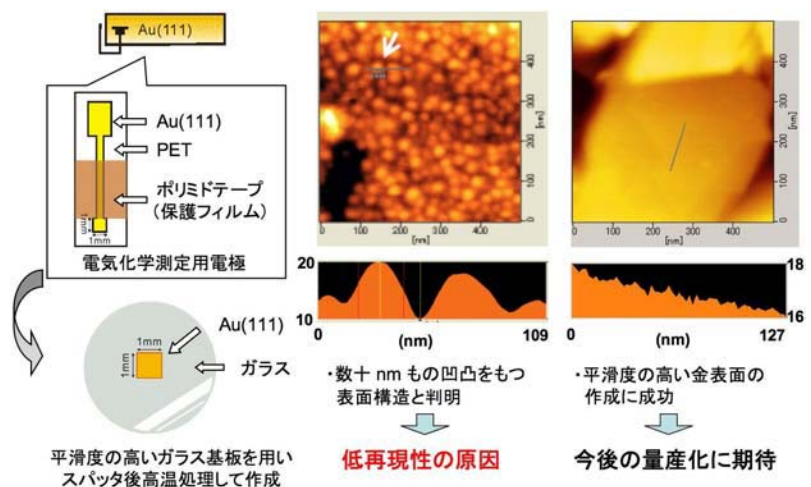 Au(111)
Au(111)
PET
ポリミドテープ
(保護フィルム)
1mm
1mm
電気化学測定用電極
Au(111)
1mm
1mm
ガラス
平滑度の高いガラス基板を用い
スパッタ後高温処理して作成
400
300
200
100
0
[nm]
0
100
200
300
400
[nm]
20
10
0
(nm)
109
・数十 nm もの凹凸をもつ
表面構造と判明
低再現性の原因
400
300
200
100
0
[nm]
0
100
200
300
400
[nm]
18
16
0
(nm)
127
・平滑度の高い金表面の
作成に成功
今後の量産化に期待